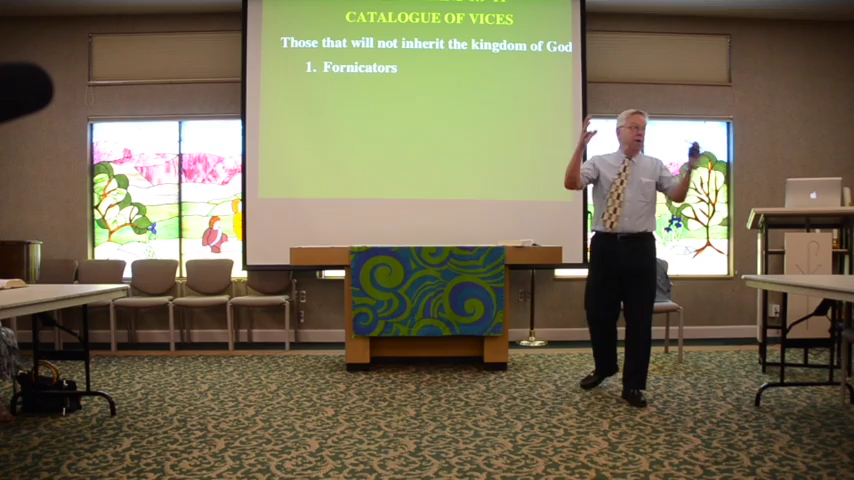 CATALOGUE OF VICES
Those that will not inherit the kingdom of God
1. Fornicators